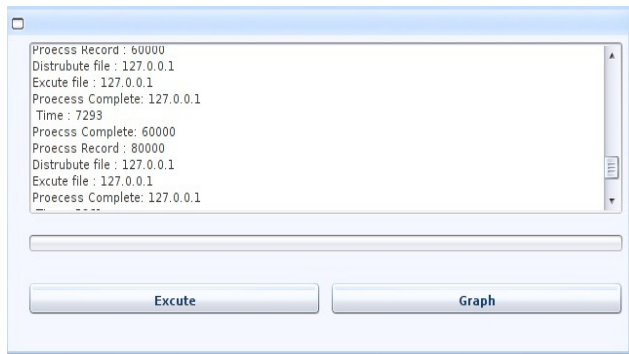 Proecss Record : 60000
Distrubute file : 127.0.0.1
Excute file : 127.0.0.1
Proecess Complete: 127.0.0.1
Time : 7293
Proecss Complete: 60000
Proecss Record : 80000
Distrubute file : 127.0.0.1
Excute file : 127.0.0.1
Proecess Complete: 127.0.0.1
Excute
Graph